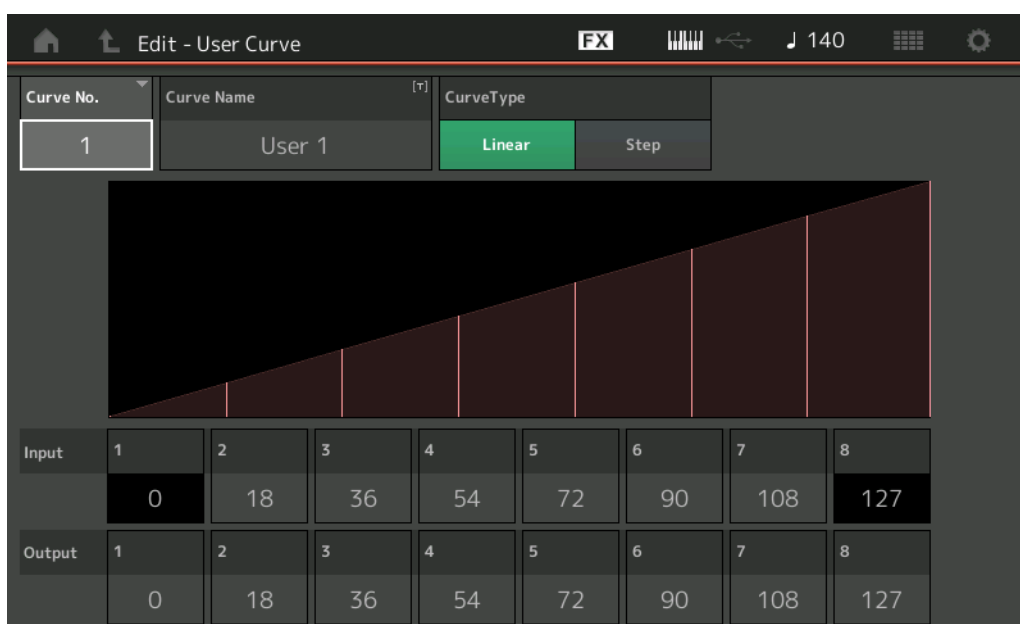 Edit - User Curve FX ♩ 140
Curve No. Curve Name [T] CurveType
1 User 1 Linear Step
Input 1 2 3 4 5 6 7 8
0 18 36 54 72 90 108 127
Output 1 2 3 4 5 6 7 8
0 18 36 54 72 90 108 127